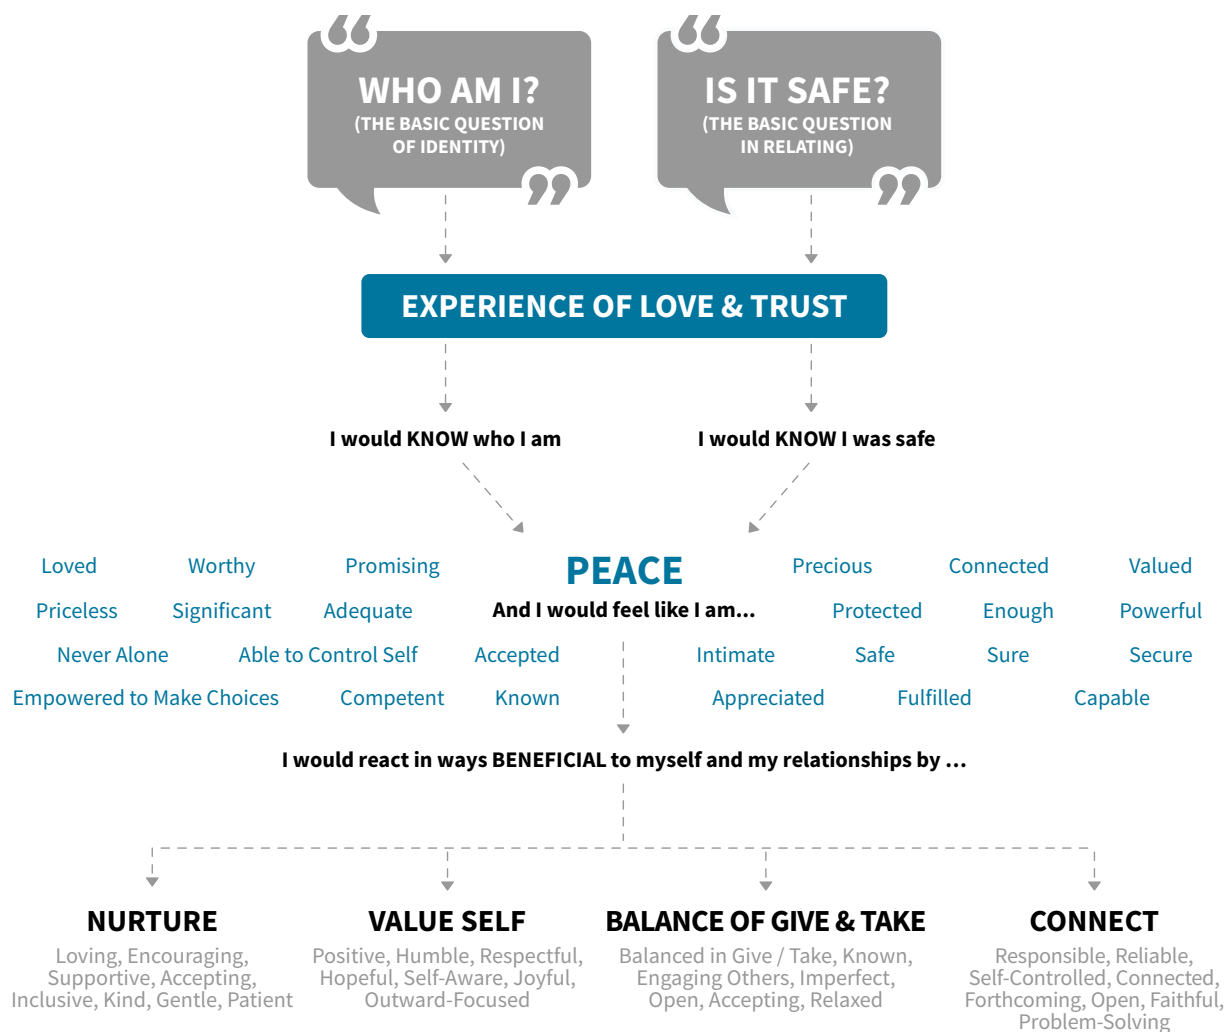 WHO AM I?
(THE BASIC QUESTION
OF IDENTITY)
IS IT SAFE?
(THE BASIC QUESTION
IN RELATING)
EXPERIENCE OF LOVE & TRUST
I would KNOW who I am
I would KNOW I was safe
Loved Worthy Promising PEACE Precious Connected Valued
Priceless Significant Adequate And I would feel like I am... Protected Enough Powerful
Never Alone Able to Control Self Accepted Intimate Safe Sure Secure
Empowered to Make Choices Competent Known Appreciated Fulfilled Capable
I would react in ways BENEFICIAL to myself and my relationships by ...
NURTURE
Loving, Encouraging,
Supportive, Accepting,
Inclusive, Kind, Gentle, Patient
VALUE SELF
Positive, Humble, Respectful,
Hopeful, Self-Aware, Joyful,
Outward-Focused
BALANCE OF GIVE & TAKE
Balanced in Give / Take, Known,
Engaging Others, Imperfect,
Open, Accepting, Relaxed
CONNECT
Responsible, Reliable,
Self-Controlled, Connected,
Forthcoming, Open, Faithful,
Problem-Solving